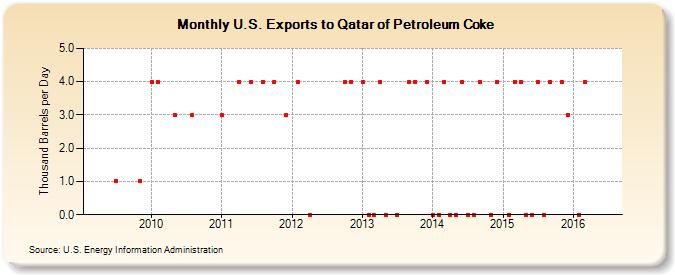 Monthly U.S. Exports to Qatar of Petroleum Coke
Thousand Barrels per Day
5.0
4.0
3.0
2.0
1.0
0.0
2010 2011 2012 2013 2014 2015 2016
Source: U.S. Energy Information Administration